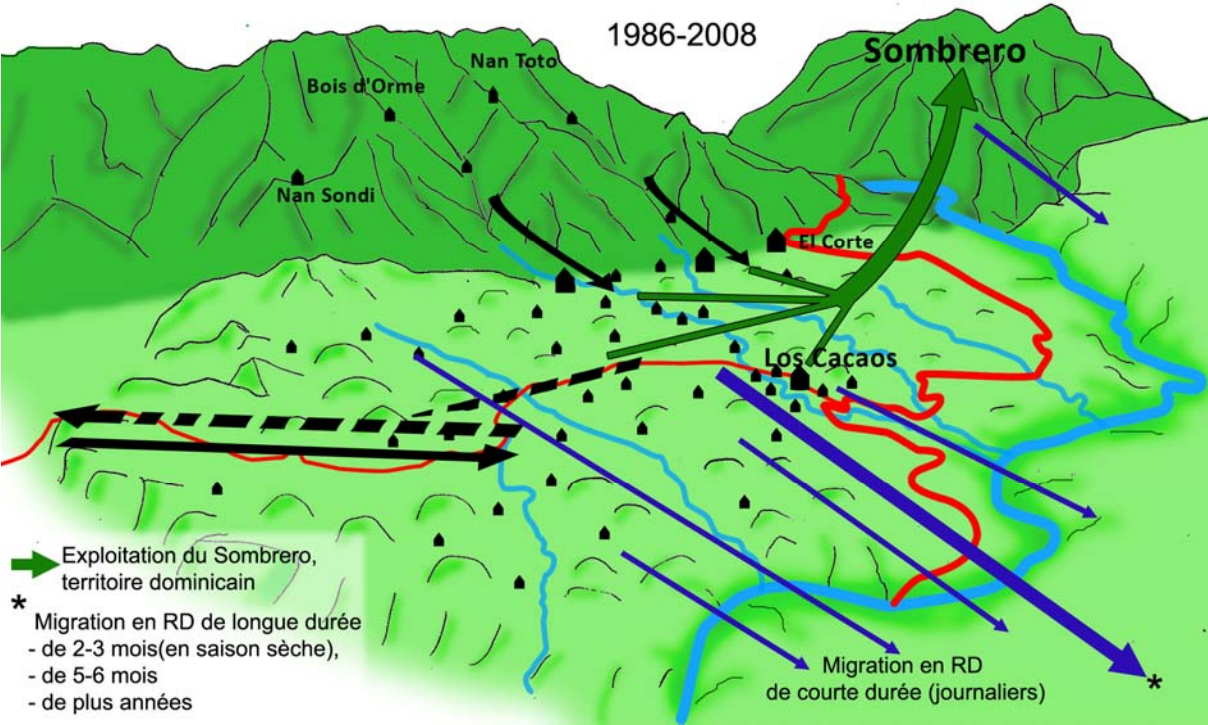 1986-2008
Sombrero
Nan Toto
Bois d'Orme
Nan Sondi
El Corte
Los Cacaos
Exploitation du Sombrero,
territoire dominicain
*
Migration en RD de longue durée
- de 2-3 mois(en saison sèche),
- de 5-6 mois
- de plus années
Migration en RD
de courte durée (journaliers)
*